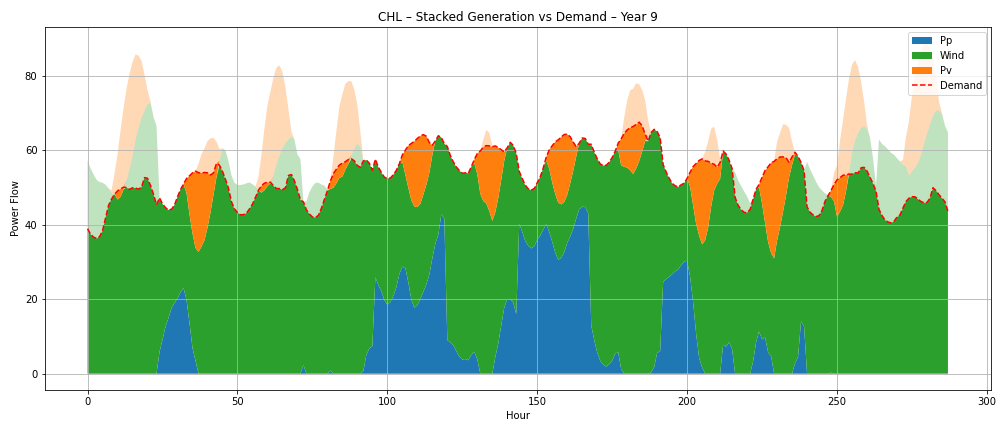 CHL – Stacked Generation vs Demand – Year 9
Pp
Wind
Pv
Demand
Power Flow
80
60
40
20
0
0 50 100 150 200 250 300
Hour